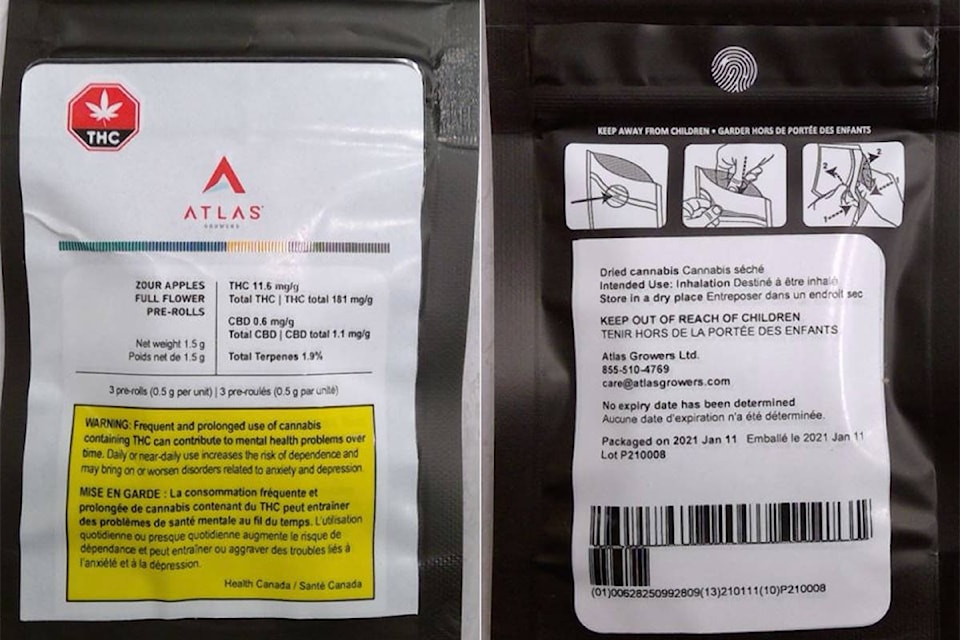 THC
ATLAS
GROWERS
ZOUR APPLES
FULL FLOWER
PRE-ROLLS
Net weight 1.5 g
Poids net de 1.5 g
THC 11.6 mg/g
Total THC | THC total 181 mg/g
CBD 0.6 mg/g
Total CBD | CBD total 1.1 mg/g
Total Terpenes 1.9%
3 pre-rolls (0.5 g per unit) | 3 pre-roulés (0.5 g par unité)
WARNING: Frequent and prolonged use of cannabis
containing THC can contribute to mental health problems over
time. Daily or near-daily use increases the risk of dependence and
may bring on or worsen disorders related to anxiety and depression.
MISE EN GARDE : La consommation fréquente et
prolongée de cannabis contenant du THC peut entraîner
des problèmes de santé mentale au fil du temps. L'utilisation
quotidienne ou presque quotidienne augmente le risque de
dépendance et peut entraîner ou aggraver des troubles liés à
l'anxiété et à la dépression.
Health Canada / Santé Canada
KEEP AWAY FROM CHILDREN • GARDER HORS DE PORTÉE DES ENFANTS
1
2
2
1
Dried cannabis Cannabis séché
Intended Use: Inhalation Destiné à être inhalé
Store in a dry place Entreposer dans un endroit sec
KEEP OUT OF REACH OF CHILDREN
TENIR HORS DE LA PORTÉE DES ENFANTS
Atlas Growers Ltd.
855-510-4769
care@atlasgrowers.com
No expiry date has been determined
Aucune date d'expiration n'a été déterminée.
Packaged on 2021 Jan 11 Emballé le 2021 Jan 11
Lot P210008
(01)00628250992809(13)210111(10)P210008